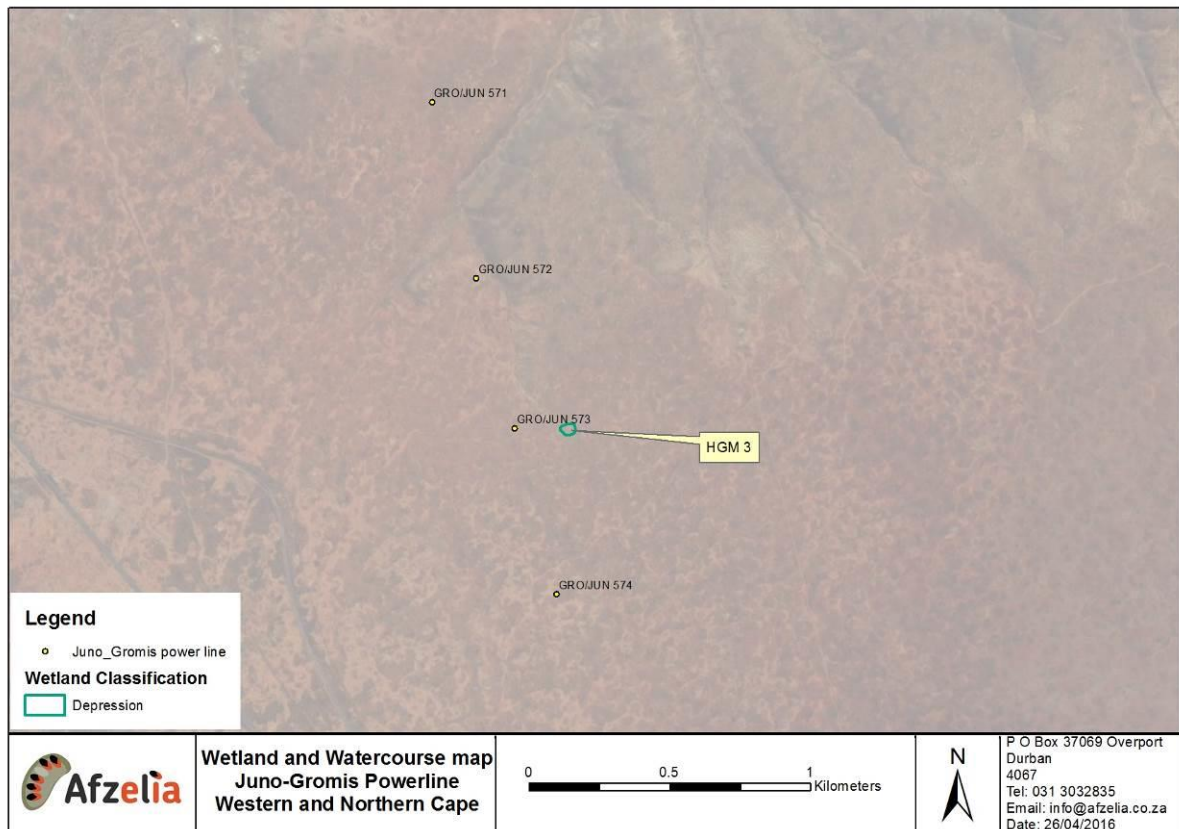 GRO/JUN 571
GRO/JUN 572
GRO/JUN 573
HGM 3
GRO/JUN 574
Legend
Juno_Gromis power line
Wetland Classification
Depression
Afzelia
Wetland and Watercourse map
Juno-Gromis Powerline
Western and Northern Cape
0 0.5 1
Kilometers
N
P O Box 37069 Overport
Durban
4067
Tel: 031 3032835
Email: info@afzelia.co.za
Date: 26/04/2016